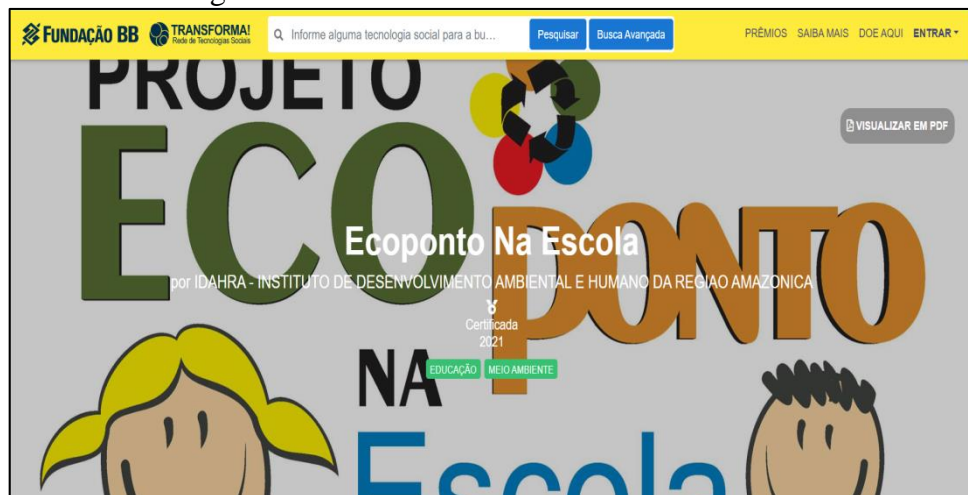 FUNDAÇÃO BB TRANSFORMA! Rede de Tecnologias Sociais Informe alguma tecnologia social para a bu... Pesquisar Busca Avançada PRÊMIOS SAIBA MAIS DOE AQUI ENTRAR
PROJETO
VISUALIZAR EM PDF
ECO PONTO
Ecoponto Na Escola
por IDAHRA - INSTITUTO DE DESENVOLVIMENTO AMBIENTAL E HUMANO DA REGIAO AMAZONICA
Certificada
2021
EDUCAÇÃO MEIO AMBIENTE
NA
Escola